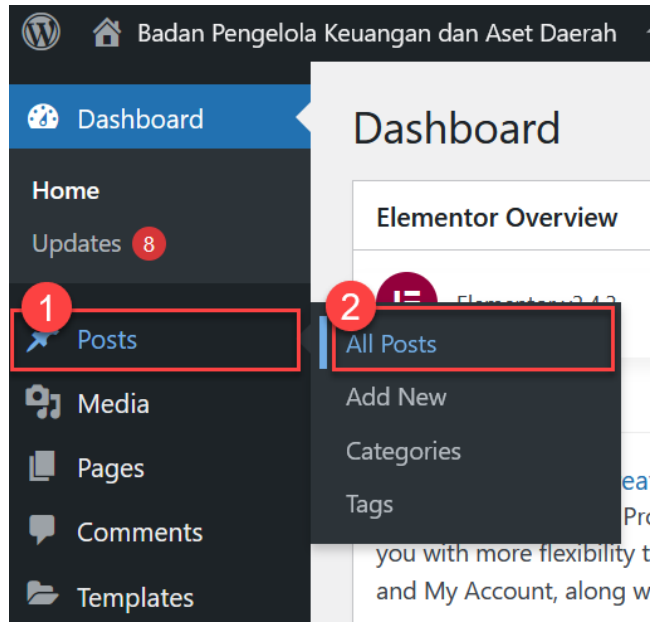 Badan Pengelola Keuangan dan Aset Daerah
Dashboard
Home
Updates 8
1
Posts
Media
Pages
Comments
Templates
Dashboard
Elementor Overview
2
All Posts
Add New
Categories
Tags
you with more flexibility t
and My Account, along w